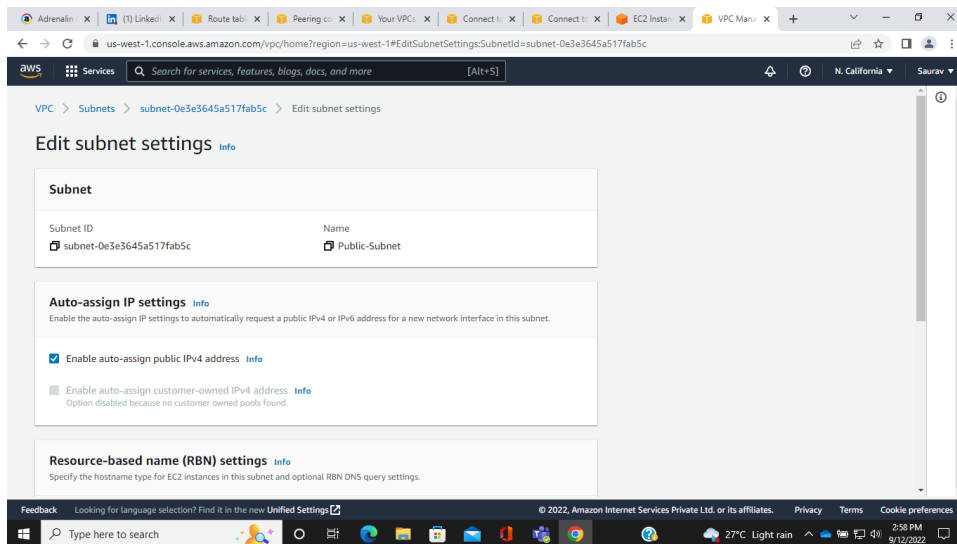 Adrenalin
(1) LinkedI
Route tabl
Peering co
Your VPCs
Connect to
Connect to
EC2 Instan
VPC Mana
us-west-1.console.aws.amazon.com/vpc/home?region=us-west-1#EditSubnetSettings:SubnetId=subnet-0e3e3645a517fab5c
aws
Services
Search for services, features, blogs, docs, and more
[Alt+S]
N. California
Saurav
VPC > Subnets > subnet-0e3e3645a517fab5c > Edit subnet settings
Edit subnet settings Info
Subnet
Subnet ID
Name
subnet-0e3e3645a517fab5c
Public-Subnet
Auto-assign IP settings Info
Enable the auto-assign IP settings to automatically request a public IPv4 or IPv6 address for a new network interface in this subnet.
Enable auto-assign public IPv4 address Info
Enable auto-assign customer-owned IPv4 address Info
Option disabled because no customer owned pools found.
Resource-based name (RBN) settings Info
Specify the hostname type for EC2 instances in this subnet and optional RBN DNS query settings.
Feedback
Looking for language selection? Find it in the new Unified Settings
© 2022, Amazon Internet Services Private Ltd. or its affiliates.
Privacy
Terms
Cookie preferences
Type here to search
27°C Light rain
2:58 PM
9/12/2022